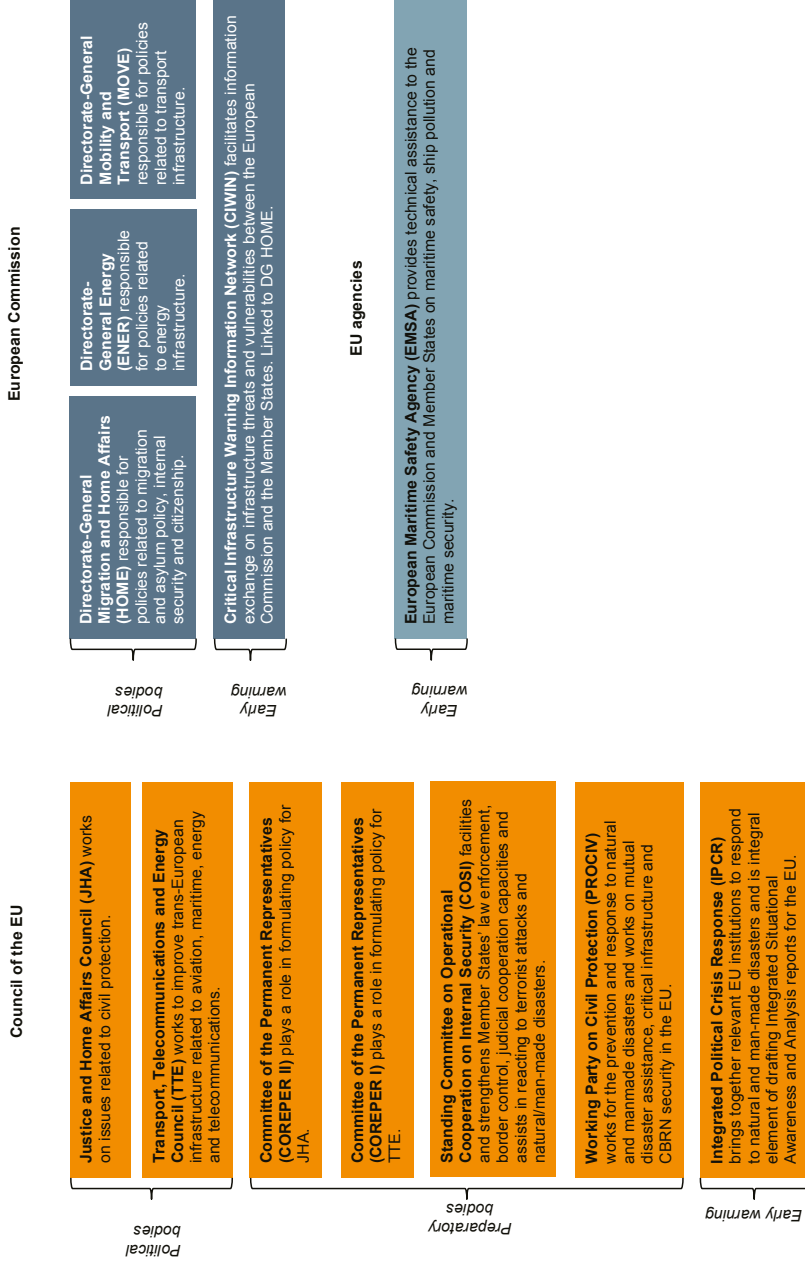 Council of the EU
Political
bodies
Justice and Home Affairs Council (JHA) works
on issues related to civil protection.
Transport, Telecommunications and Energy
Council (TTE) works to improve trans-European
infrastructure related to aviation, maritime, energy
and telecommunications.
Preparatory
bodies
Committee of the Permanent Representatives
(COREPER II) plays a role in formulating policy for
JHA.
Committee of the Permanent Representatives
(COREPER I) plays a role in formulating policy for
TTE.
Standing Committee on Operational
Cooperation on Internal Security (COSI) facilities
and strengthens Member States' law enforcement,
border control, judicial cooperation capacities and
assists in reacting to terrorist attacks and
natural/man-made disasters.
Working Party on Civil Protection (PROCIV)
works for the prevention and response to natural
and manmade disasters and works on mutual
disaster assistance, critical infrastructure and
CBRN security in the EU.
Early warning
Integrated Political Crisis Response (IPCR)
brings together relevant EU institutions to respond
to natural and man-made disasters and is integral
element of drafting Integrated Situational
Awareness and Analysis reports for the EU.
European Commission
Political
bodies
Directorate-General
Migration and Home Affairs
(HOME) responsible for
policies related to migration
and asylum policy, internal
security and citizenship.
Directorate-
General Energy
(ENER) responsible
for policies related
to energy
infrastructure.
Directorate-General
Mobility and
Transport (MOVE)
responsible for policies
related to transport
infrastructure.
Early
warning
Critical Infrastructure Warning Information Network (CIWIN) facilitates information
exchange on infrastructure threats and vulnerabilities between the European
Commission and the Member States. Linked to DG HOME.
EU agencies
Early
warning
European Maritime Safety Agency (EMSA) provides technical assistance to the
European Commission and Member States on maritime safety, ship pollution and
maritime security.